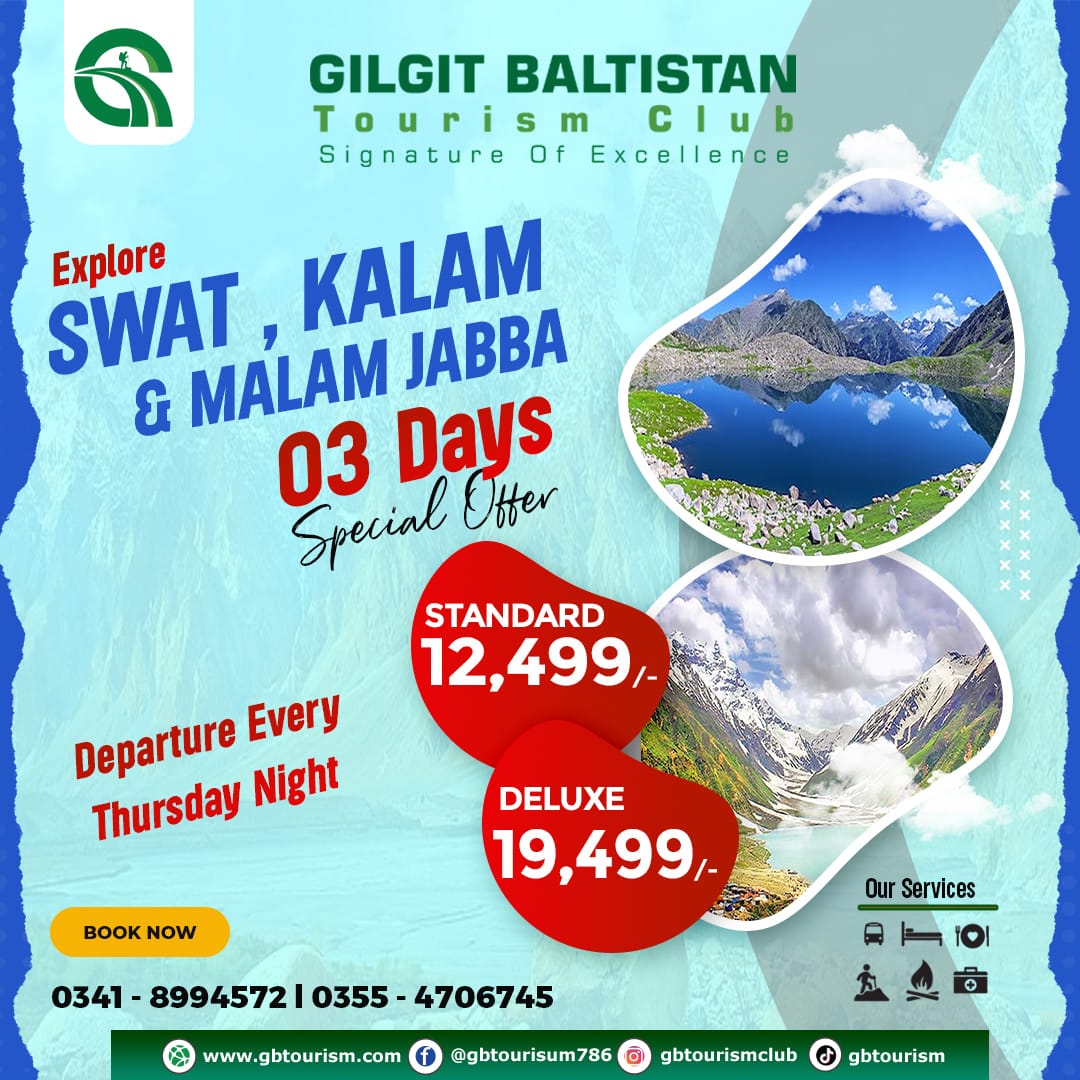 GILGIT BALTISTAN
Tourism Club
Signature Of Excellence
Explore
SWAT , KALAM
& MALAM JABBA
03 Days
Special Offer
STANDARD
12,499/-
DELUXE
19,499/-
Departure Every
Thursday Night
Our Services
BOOK NOW
0341 - 8994572 | 0355 - 4706745
www.gbtourism.com @gbtourisum786 gbtourismclub gbtourism